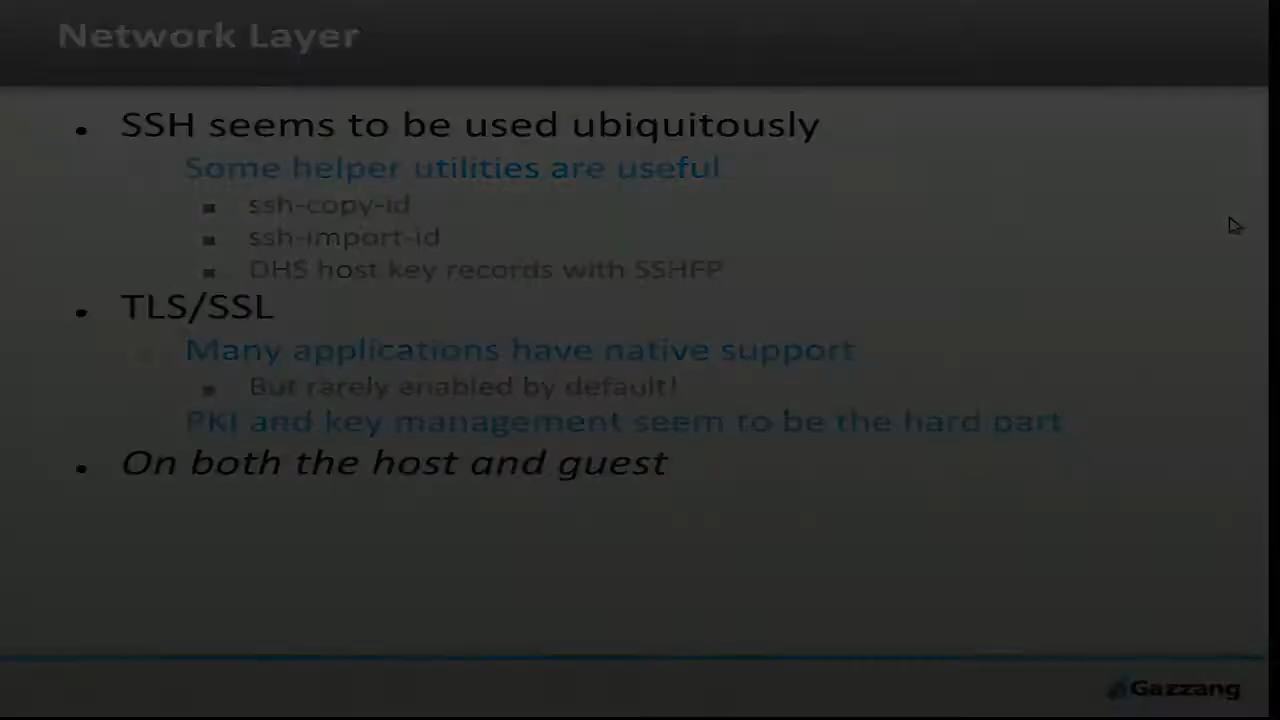 Network Layer
SSH seems to be used ubiquitously
Some helper utilities are useful
ssh-copy-id
ssh-import-id
DHS host key records with SSHFP
TLS/SSL
Many applications have native support
But rarely enabled by default!
PKI and key management seem to be the hard part
On both the host and guest
Gazzang